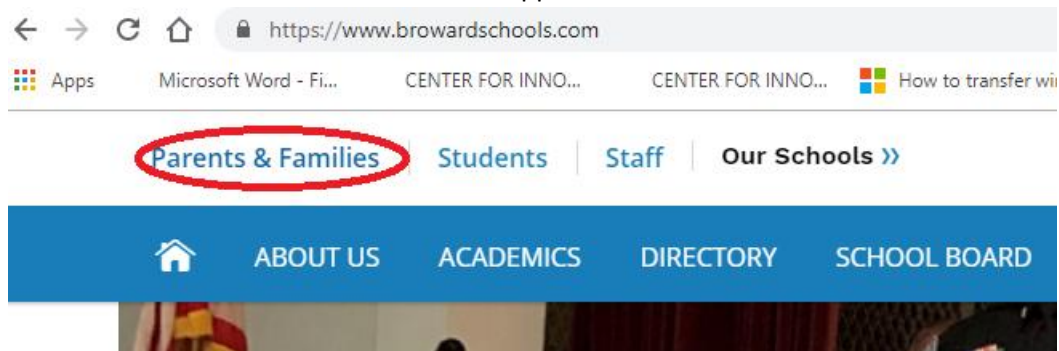 https://www.browardschools.com
Apps Microsoft Word - Fi... CENTER FOR INNO... CENTER FOR INNO... How to transfer
Parents & Families Students Staff Our Schools »
ABOUT US ACADEMICS DIRECTORY SCHOOL BOARD